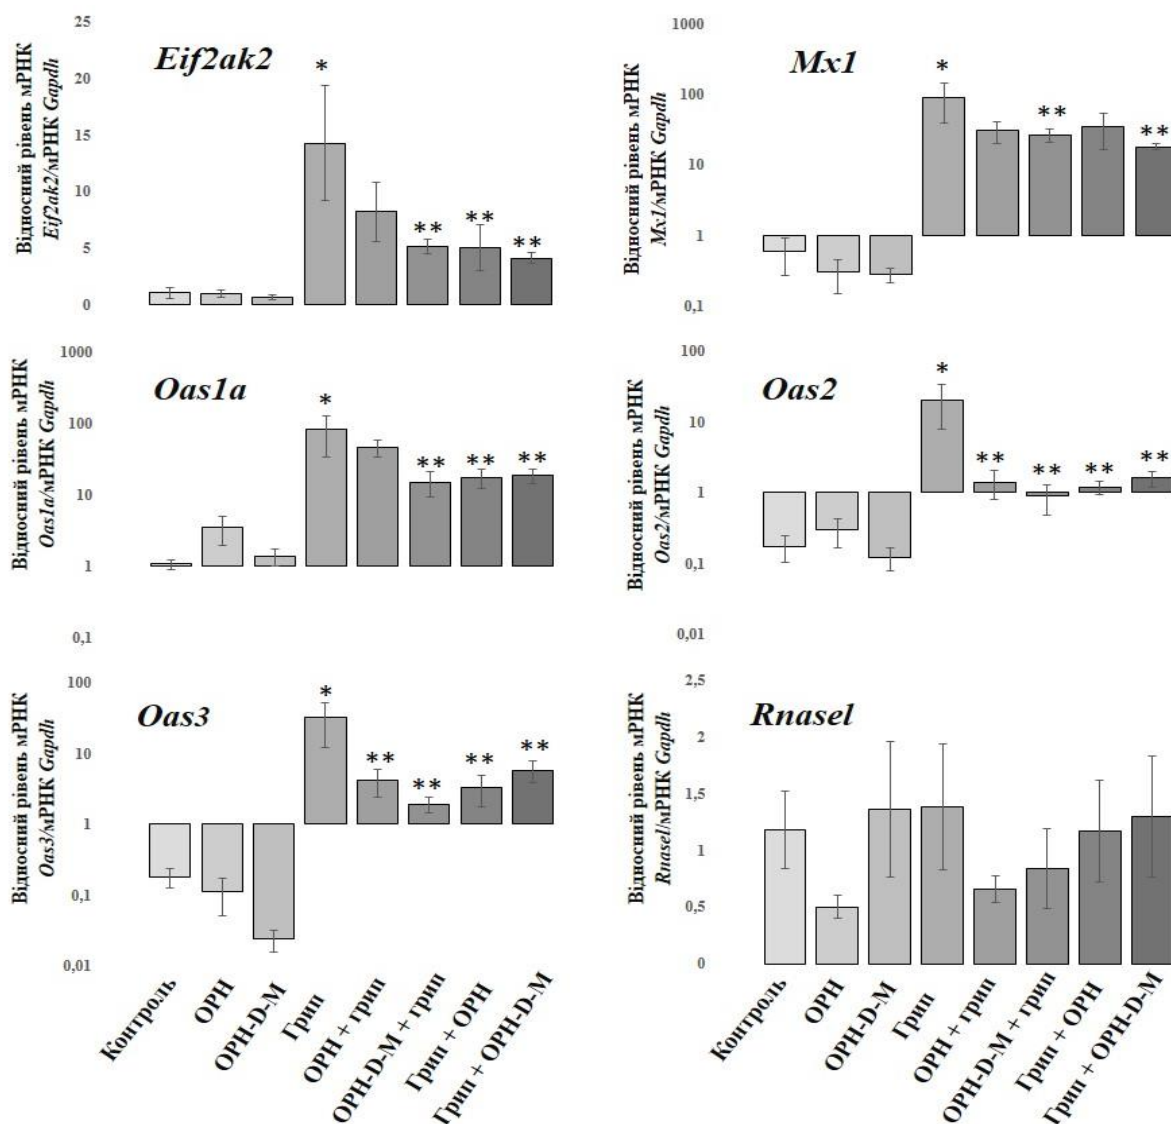 Відносний рівень мРНК
Eif2ak2/мРНК Gapdh
25
20
15
10
5
0
Eif2ak2
*
**
**
**
Відносний рівень мРНК
Mx1/мРНК Gapdh
1000
100
10
1
0,1
Mx1
*
**
**
Відносний рівень мРНК
Oas1a/мРНК Gapdh
1000
100
10
1
0,1
Oas1a
*
**
**
**
Відносний рівень мРНК
Oas2/мРНК Gapdh
100
10
1
0,1
0,01
Oas2
*
**
**
**
**
Відносний рівень мРНК
Oas3/мРНК Gapdh
100
10
1
0,1
0,01
Oas3
*
**
**
**
**
Контроль
ОРН
ОРН-D-M
Грип
ОРН + грип
ОРН-D-M + грип
Грип + ОРН
Грип + ОРН-D-M
Відносний рівень мРНК
Rnasel/мРНК Gapdh
2,5
2
1,5
1
0,5
0
Rnasel
Контроль
ОРН
ОРН-D-M
Грип
ОРН + грип
ОРН-D-M + грип
Грип + ОРН
Грип + ОРН-D-M